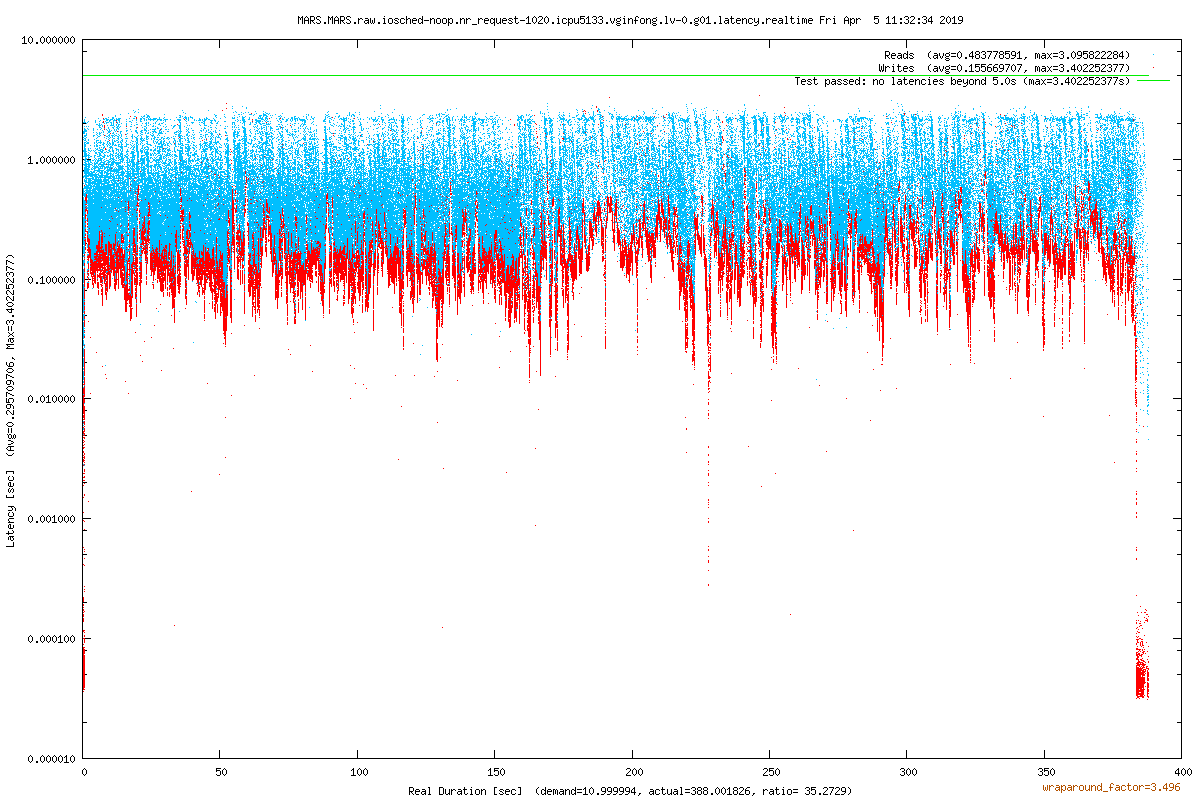 MARS.MARS.raw.iosched-noop.nr_request-1020.icpu5133.vginfong.lv-0.g01.latency.realtime Fri Apr  5 11:32:34 2019
Reads  (avg=0.483778591, max=3.095822284)
Writes  (avg=0.155669707, max=3.402252377)
Test passed: no latencies beyond 5.0s (max=3.402252377s)
10.000000
1.000000
0.100000
0.010000
0.001000
0.000100
0.000010
Latency [sec]  (Avg=0.295709706, Max=3.402252377)
0 50 100 150 200 250 300 350 400
Real Duration [sec]  (demand=10.999994, actual=388.001826, ratio= 35.2729)
wraparound_factor=3.496